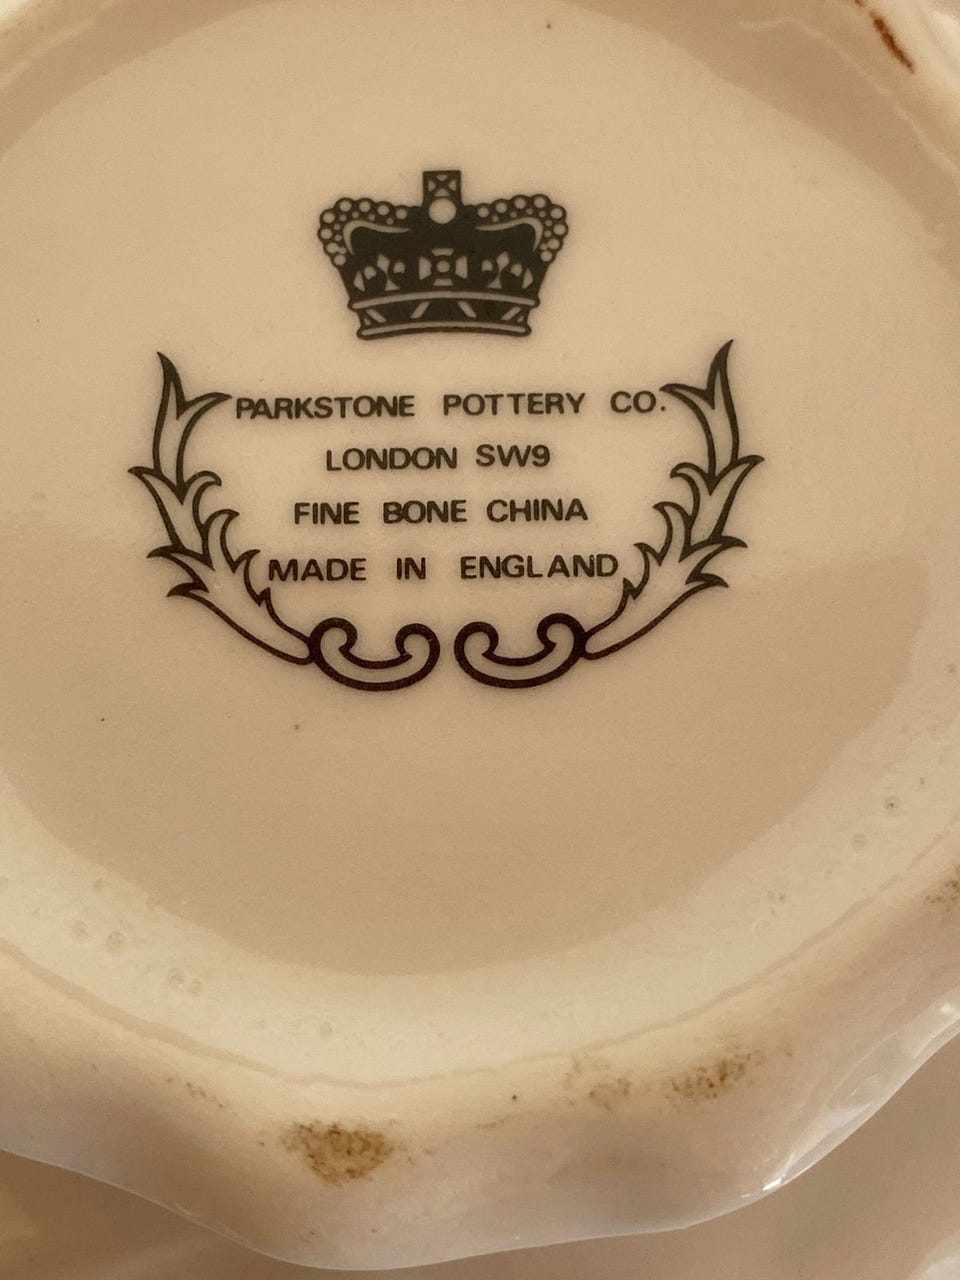 PARKSTONE POTTERY CO.
LONDON SW9
FINE BONE CHINA
MADE IN ENGLAND